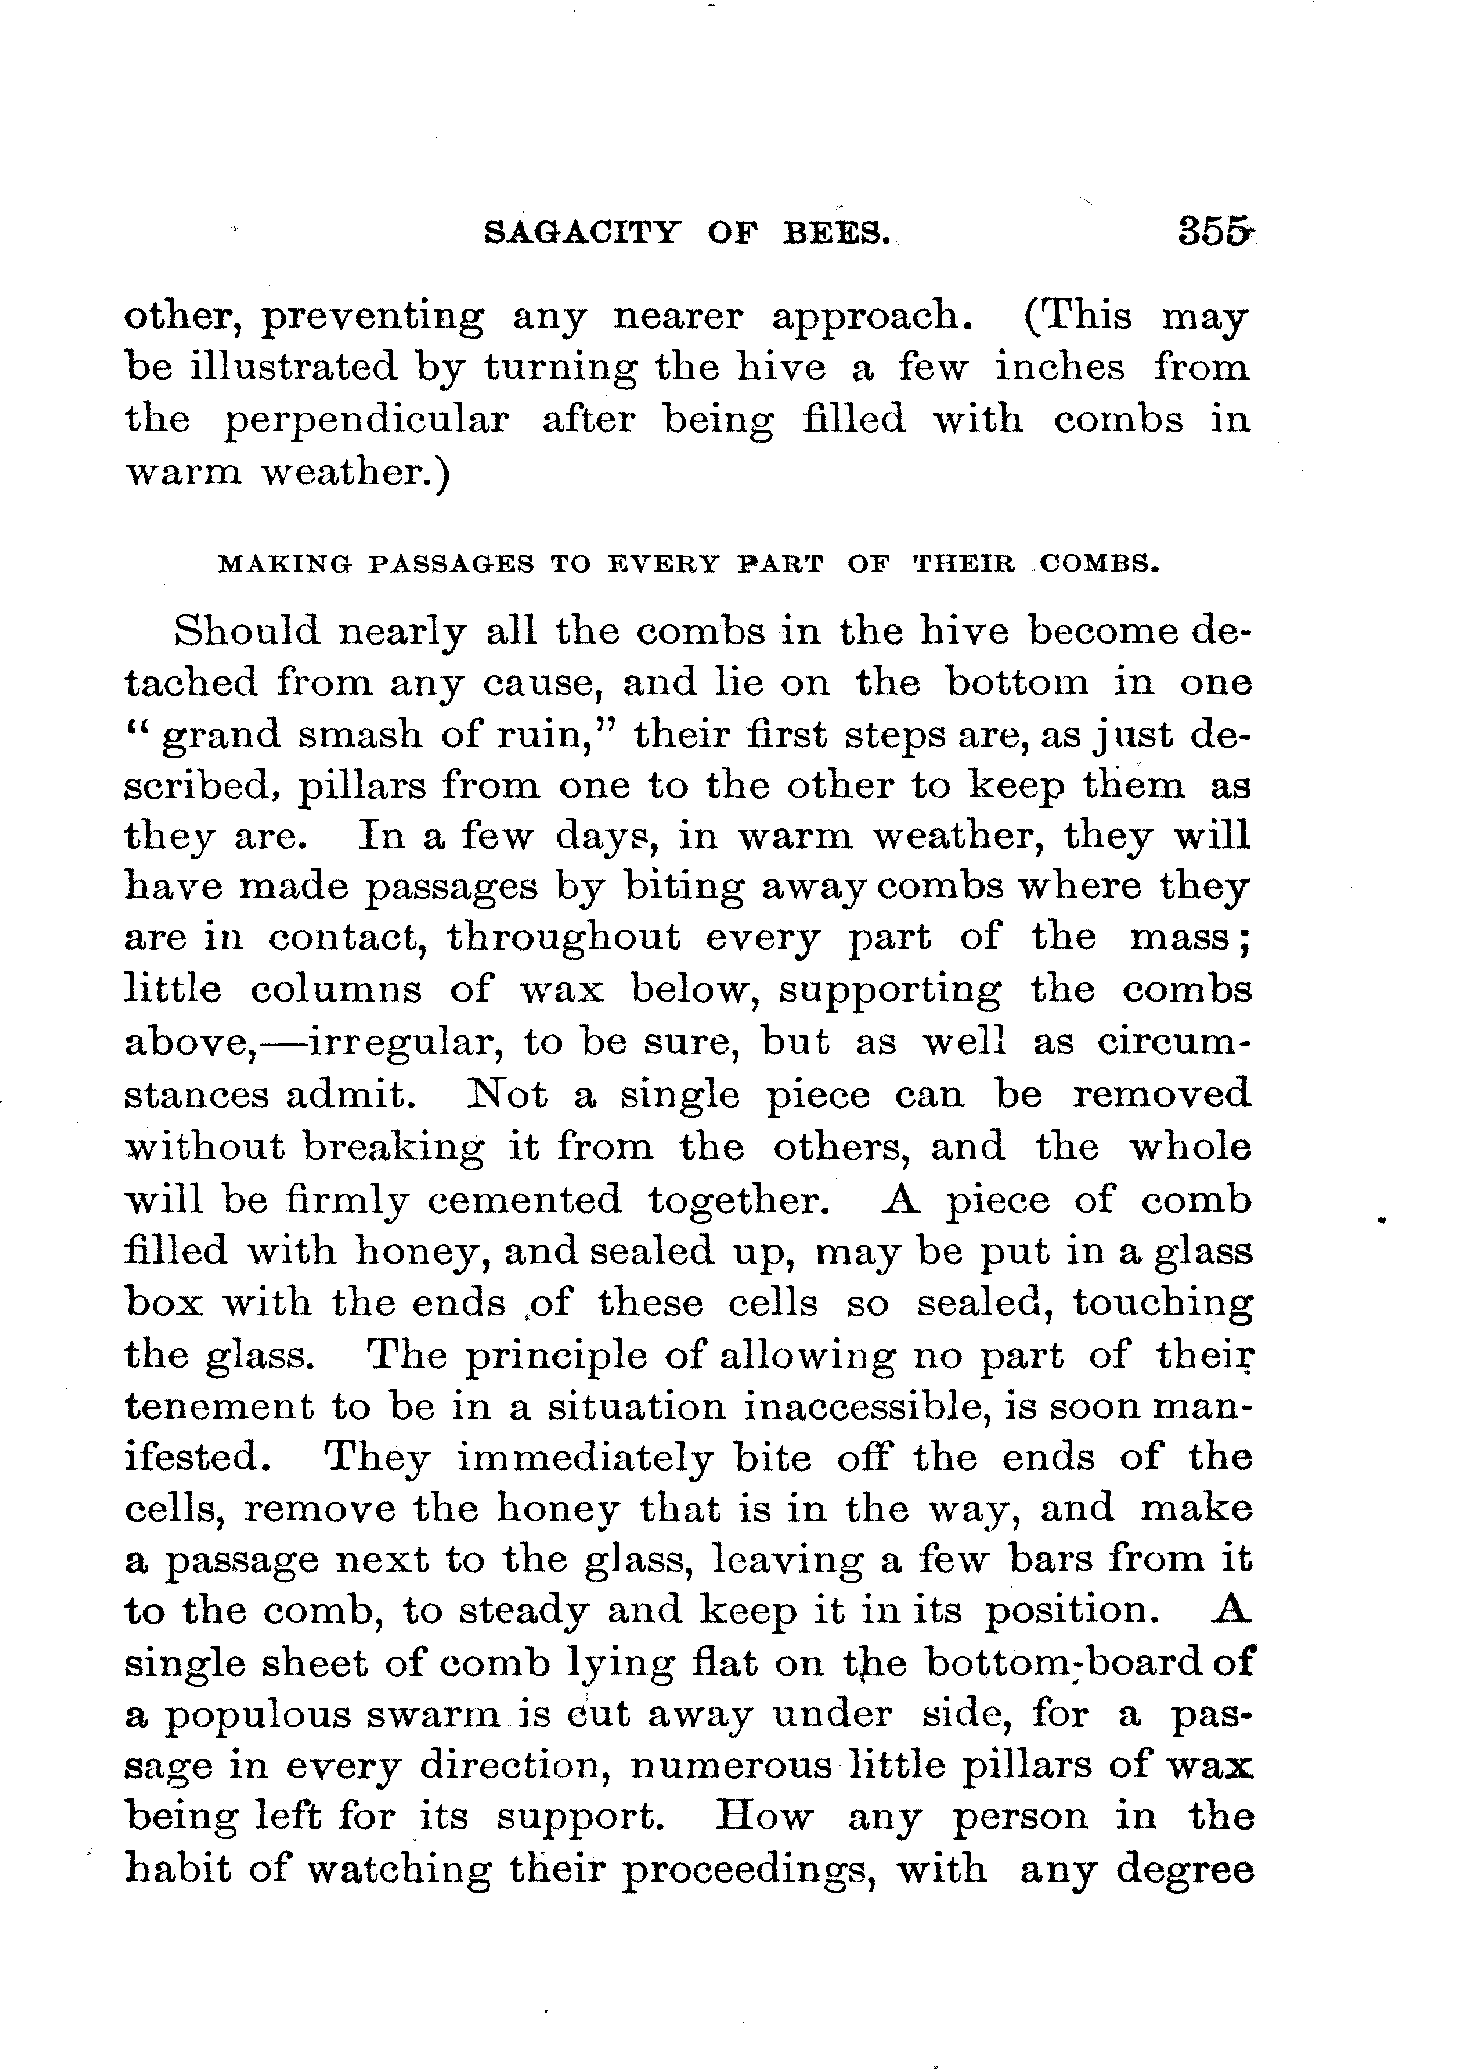 SAGACITY OF BEES. 355
other, preventing any nearer approach. (This may
be illustrated by turning the hive a few inches from
the perpendicular after being filled with combs in
warm weather.)
MAKING PASSAGES TO EVERY PART OF THEIR COMBS.
Should nearly all the combs in the hive become de-
tached from any cause, and lie on the bottom in one
“ grand smash of ruin,” their first steps are, as just de-
scribed, pillars from one to the other to keep them as
they are. In a few days, in warm weather, they will
have made passages by biting away combs where they
are in contact, throughout every part of the mass;
little columns of wax below, supporting the combs
above,—irregular, to be sure, but as well as circum-
stances admit. Not a single piece can be removed
without breaking it from the others, and the whole
will be firmly cemented together. A piece of comb
filled with honey, and sealed up, may be put in a glass
box with the ends of these cells so sealed, touching
the glass. The principle of allowing no part of their
tenement to be in a situation inaccessible, is soon man-
ifested. They immediately bite off the ends of the
cells, remove the honey that is in the way, and make
a passage next to the glass, leaving a few bars from it
to the comb, to steady and keep it in its position. A
single sheet of comb lying flat on the bottom-board of
a populous swarm is cut away under side, for a pas-
sage in every direction, numerous little pillars of wax
being left for its support. How any person in the
habit of watching their proceedings, with any degree